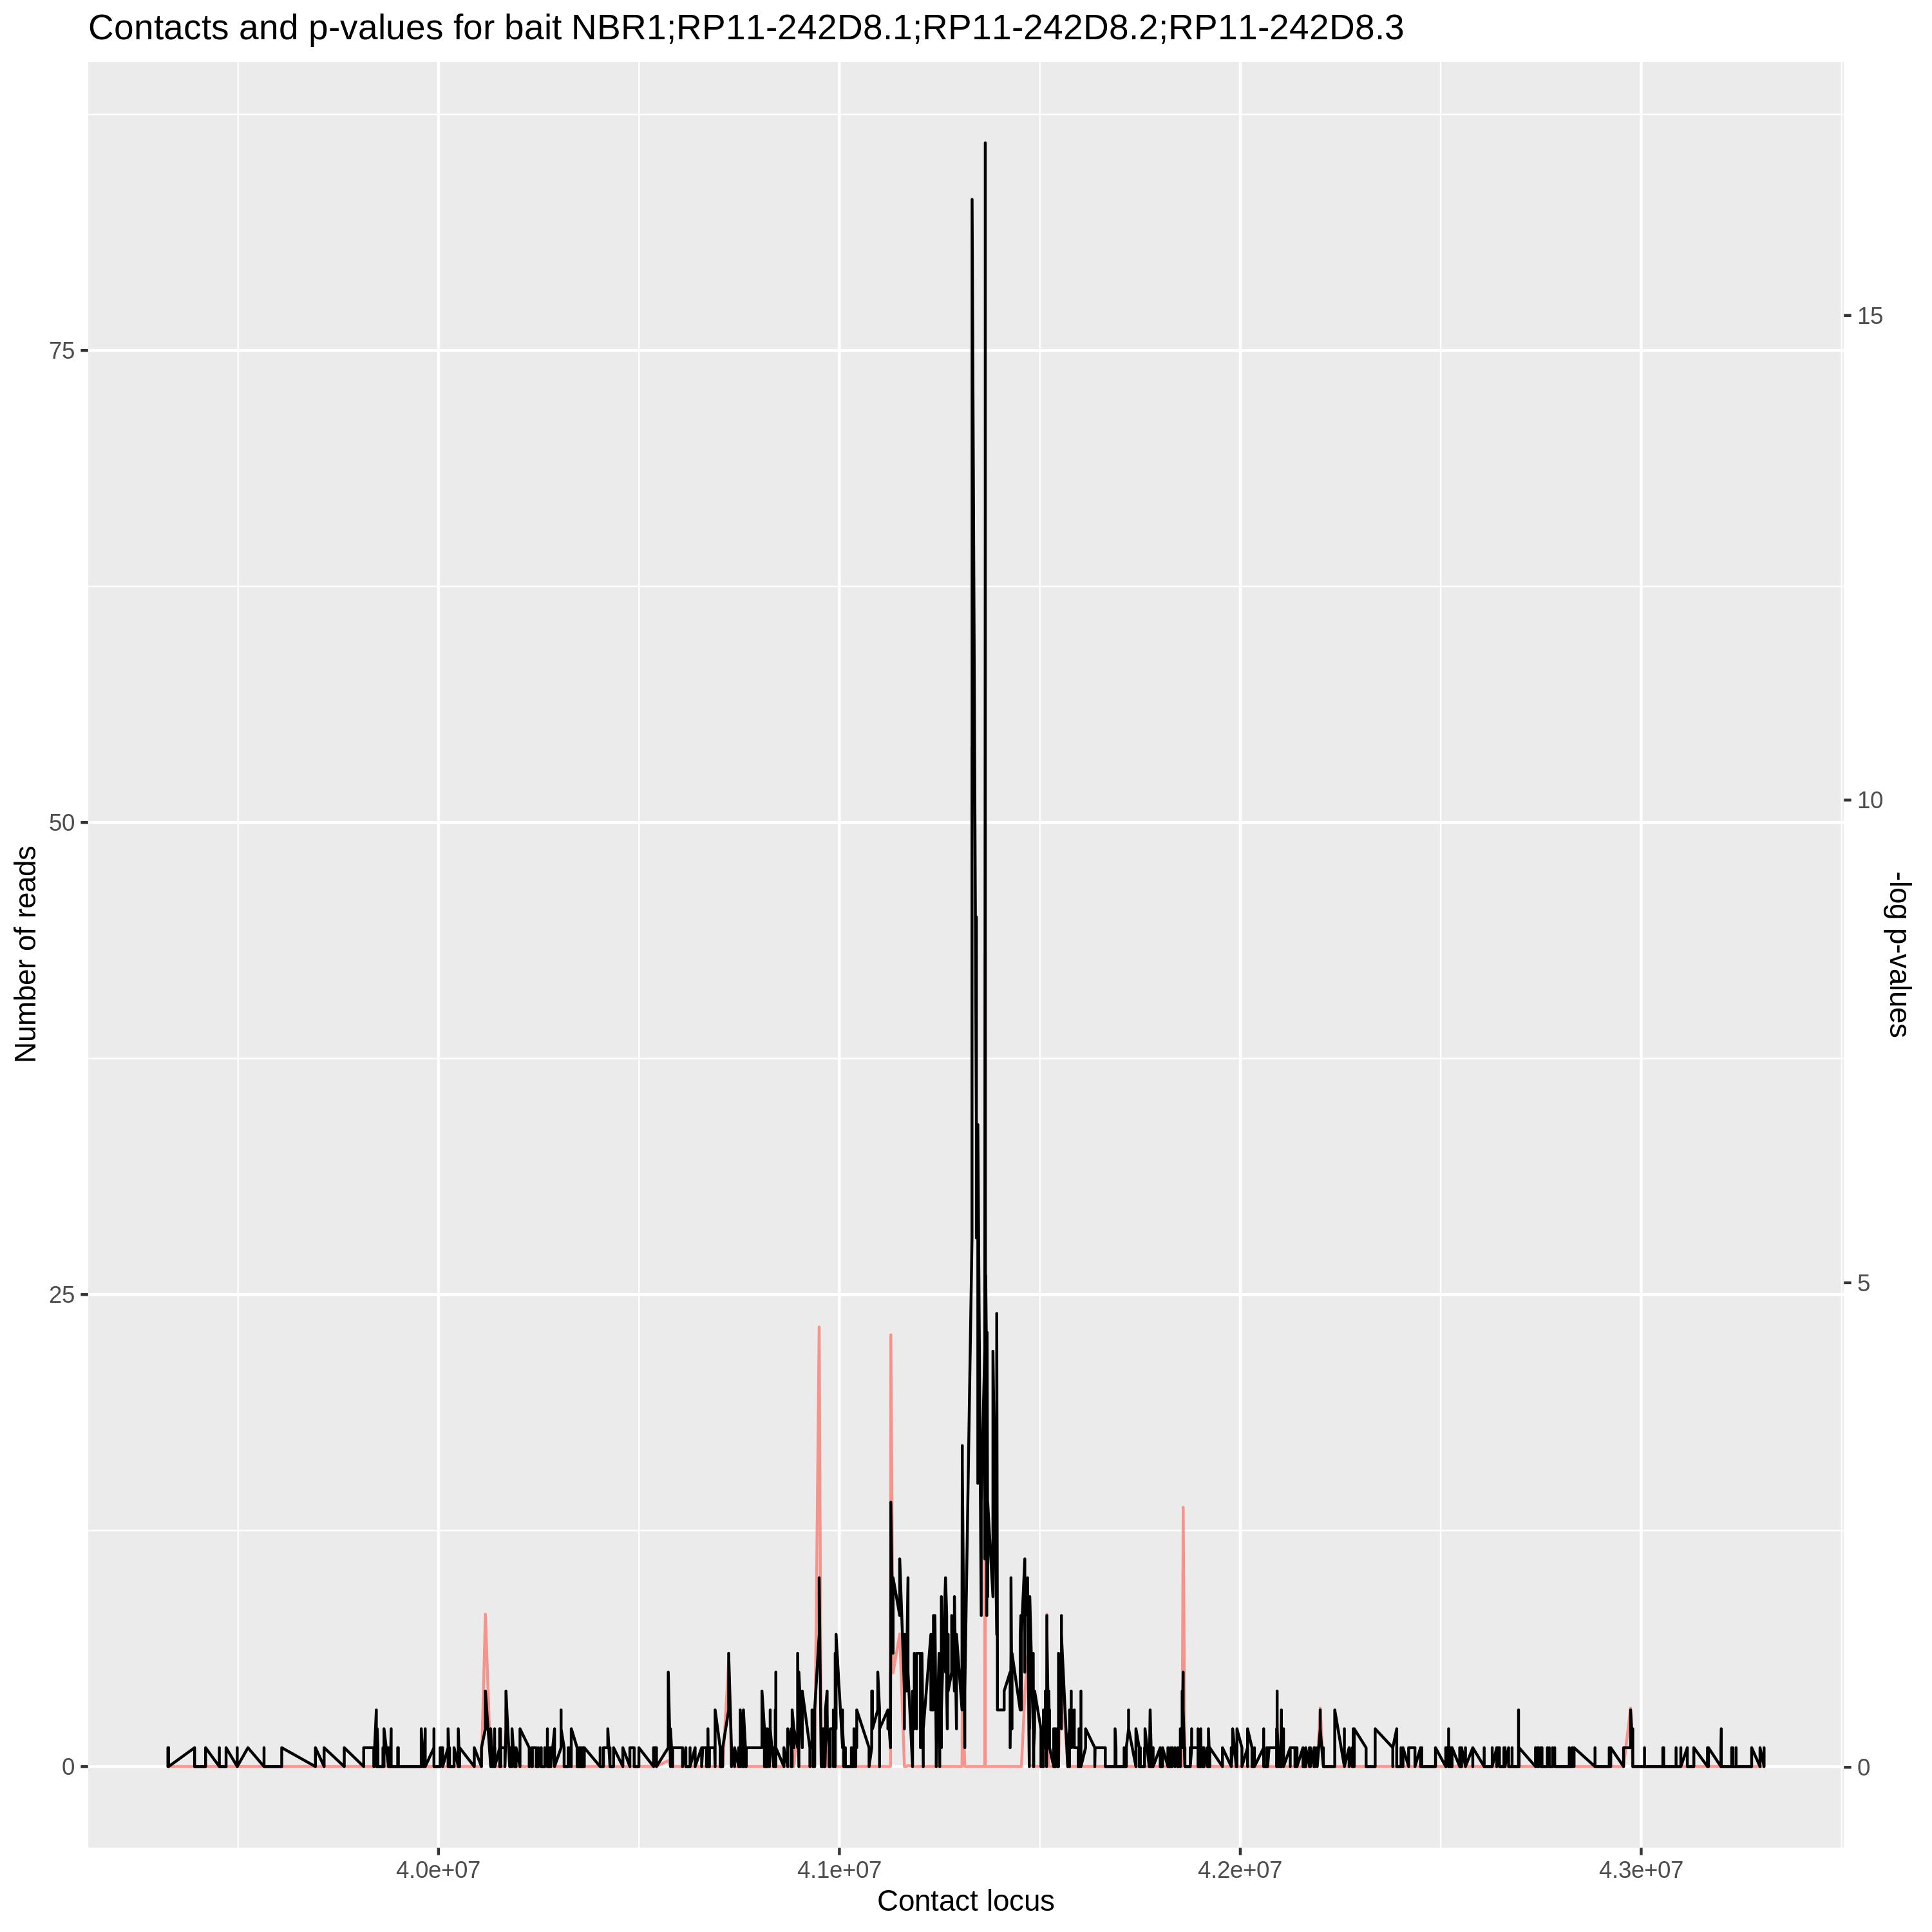 Contacts and p-values for bait NBR1;RP11-242D8.1;RP11-242D8.2;RP11-242D8.3
15
75
10
50
Number of reads
-log p-values
5
25
0
0
4.0e+07
4.1e+07
4.2e+07
4.3e+07
Contact locus